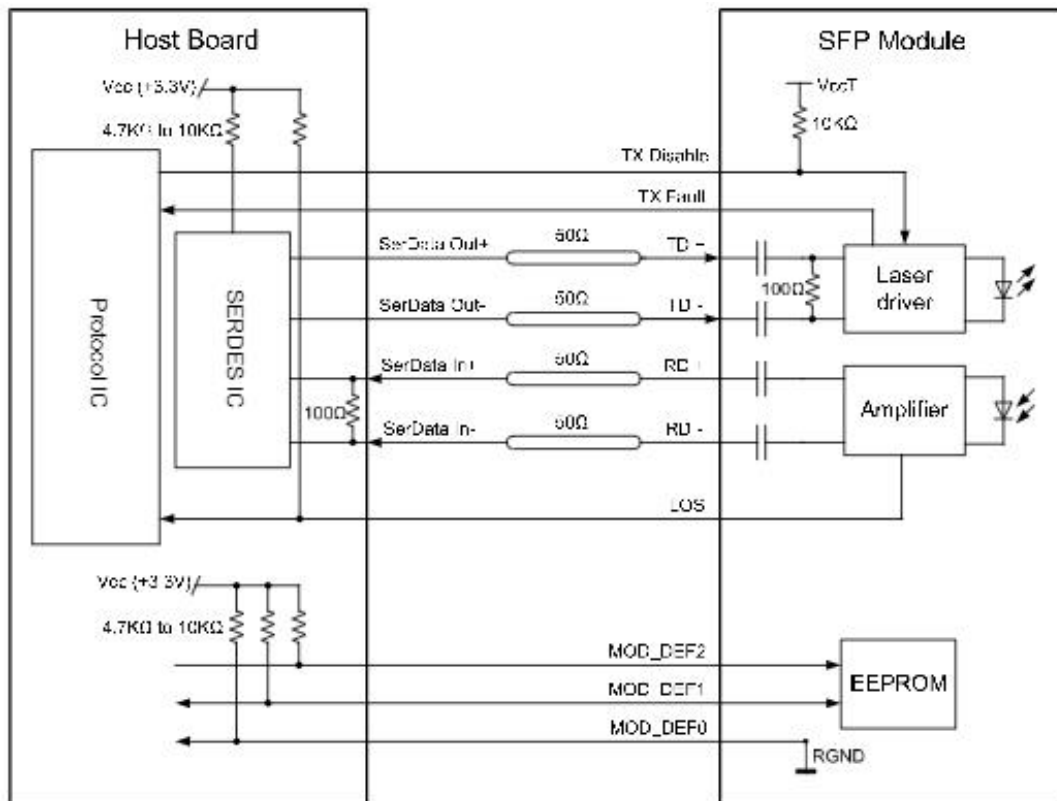 Host Board
SFP Module
Vcc (+3.3V)
VccT
4.7KΩ to 10KΩ
10KΩ
TX Disable
TX Fault
SerData Out+
50Ω
TD +
Protocol IC
SERDES IC
100Ω
Laser
driver
SerData Out-
50Ω
TD -
SerData In+
50Ω
RD +
100Ω
Amplifier
SerData In-
50Ω
RD -
LOS
Vcc (+3.3V)
4.7KΩ to 10KΩ
MOD_DEF2
MOD_DEF1
EEPROM
MOD_DEF0
RGND